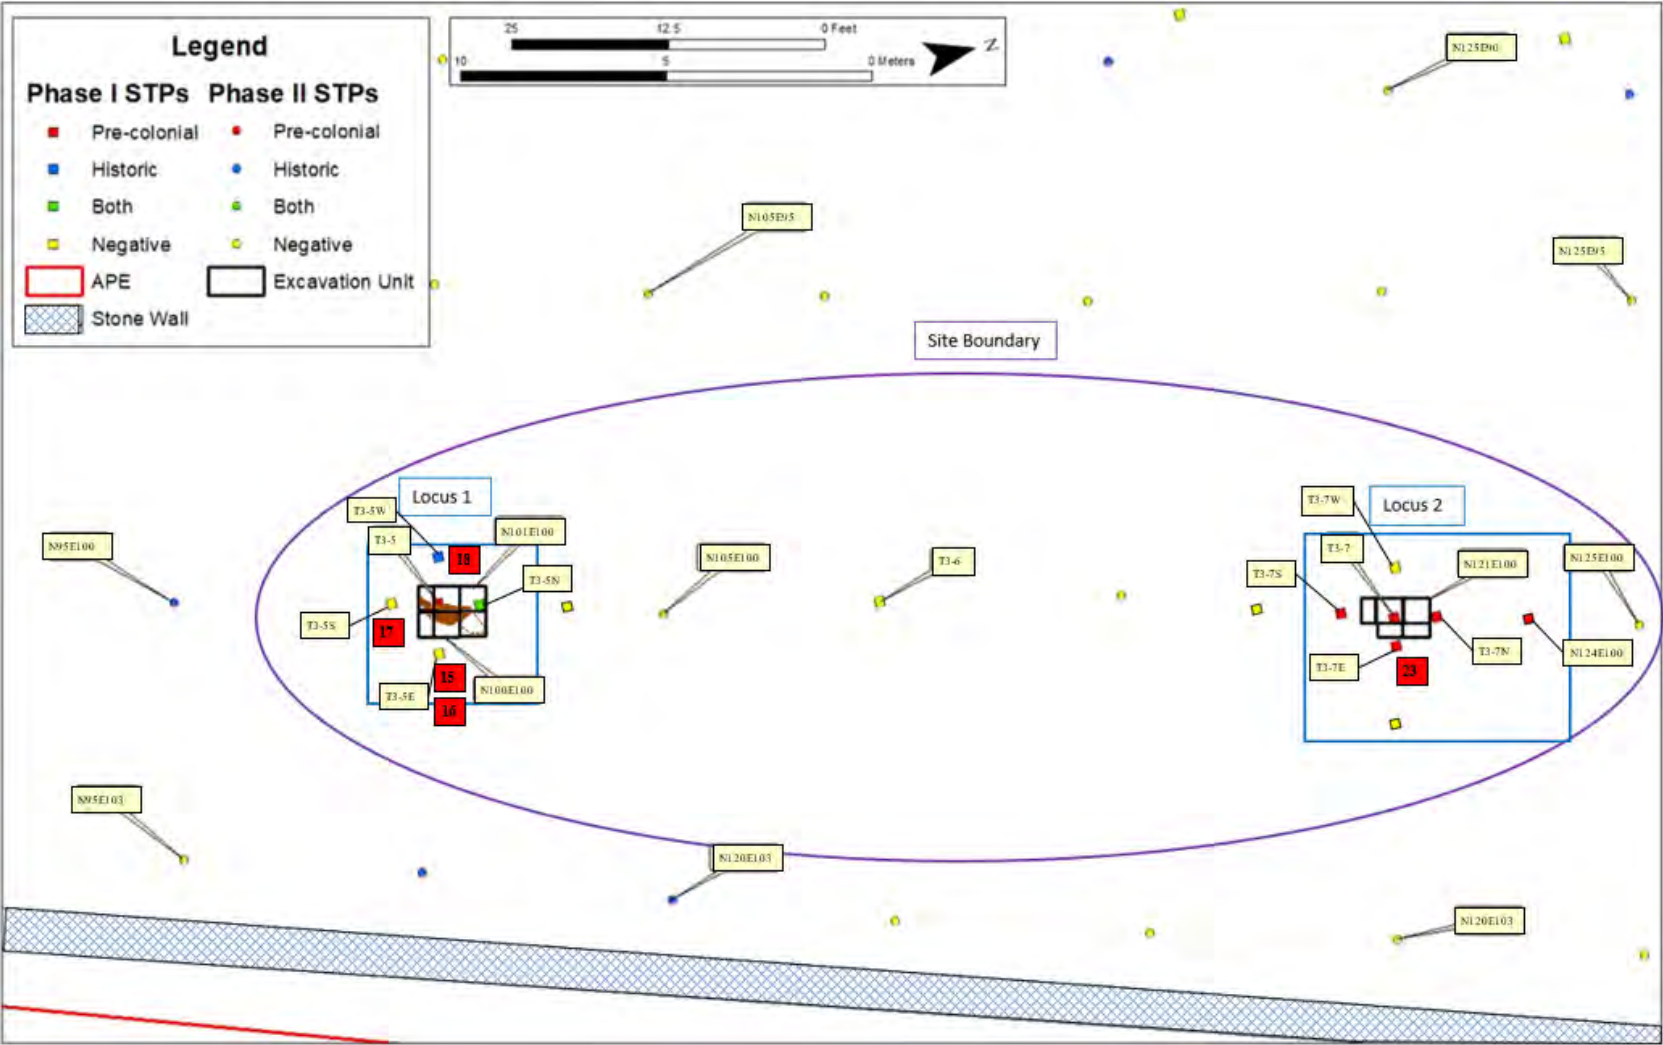 Legend
Phase I STPs Phase II STPs
Pre-colonial Pre-colonial
Historic Historic
Both Both
Negative Negative
APE Excavation Unit
Stone Wall
25 12.5 0 Feet
10 5 0 Meters
Z
N125E90
N105E95
N125E95
Site Boundary
Locus 1
Locus 2
T3-5W
T3-5
N101E100
18
T3-5N
T3-5S
17
15
T3-5E
16
N100E100
N95E100
N105E100
T3-6
T3-7W
T3-7
T3-7S
N121E100
N125E100
T3-7E
23
T3-7N
N124E100
N95E103
N120E103
N120E103